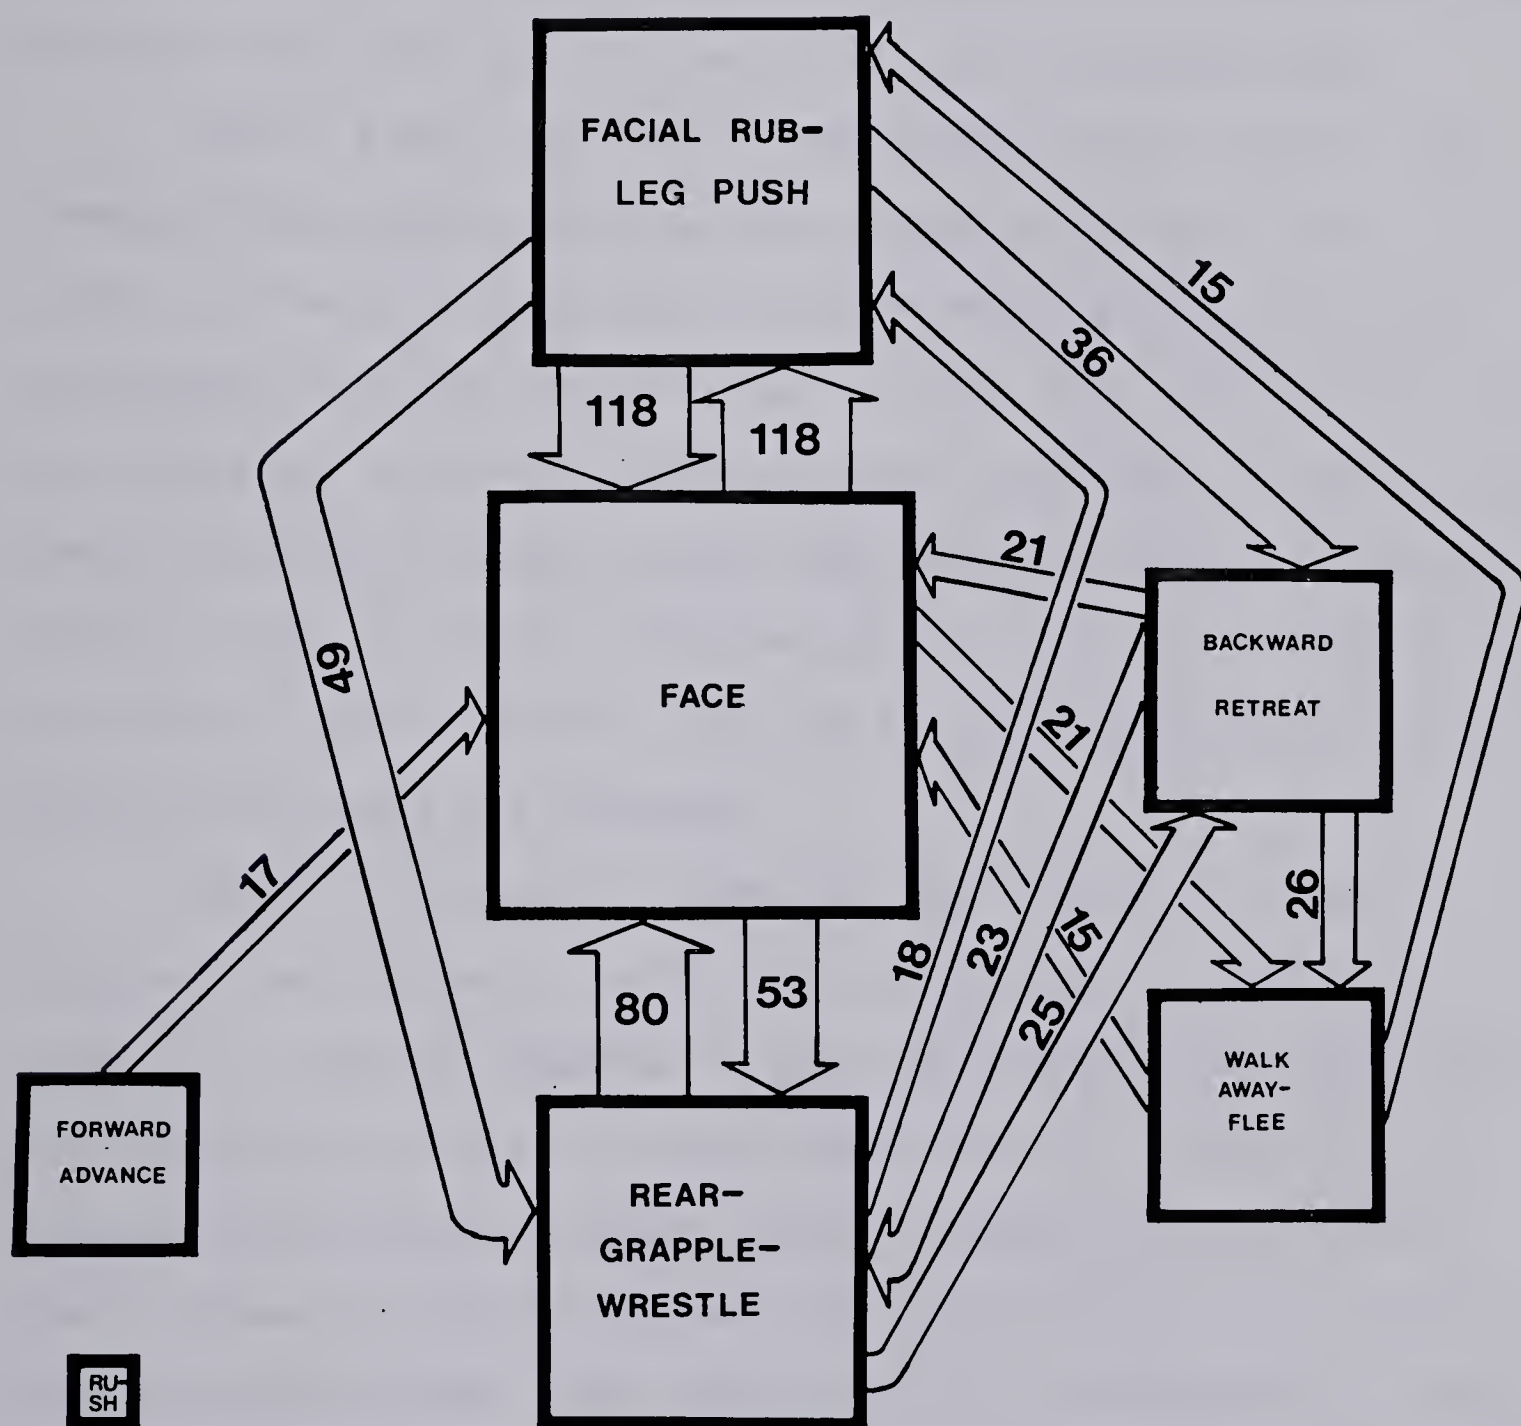 FACIAL RUB-
LEG PUSH
15
36
118
118
21
BACKWARD
RETREAT
49
FACE
21
17
26
18
23
15
25
80
53
FORWARD
ADVANCE
WALK
AWAY-
FLEE
REAR-
GRAPPLE-
WRESTLE
RU-
SH